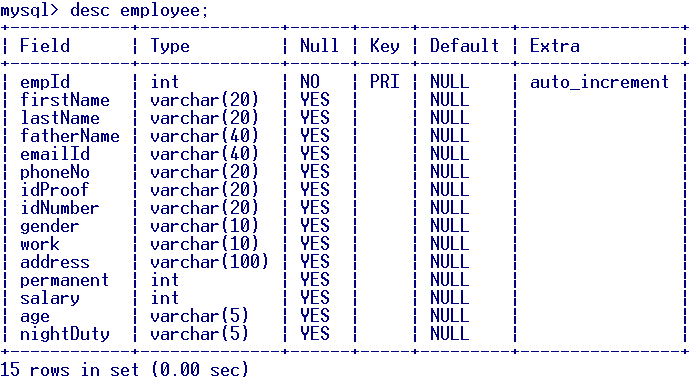 mysql> desc employee;
+-------------+--------------+------+-----+---------+----------------+
| Field       | Type         | Null | Key | Default | Extra          |
+-------------+--------------+------+-----+---------+----------------+
| empId       | int          | NO   | PRI | NULL    | auto_increment |
| firstName   | varchar(20)  | YES  |     | NULL    |                |
| lastName    | varchar(20)  | YES  |     | NULL    |                |
| fatherName  | varchar(40)  | YES  |     | NULL    |                |
| emailId     | varchar(40)  | YES  |     | NULL    |                |
| phoneNo     | varchar(20)  | YES  |     | NULL    |                |
| idProof     | varchar(20)  | YES  |     | NULL    |                |
| idNumber    | varchar(20)  | YES  |     | NULL    |                |
| gender      | varchar(10)  | YES  |     | NULL    |                |
| work        | varchar(10)  | YES  |     | NULL    |                |
| address     | varchar(100) | YES  |     | NULL    |                |
| permanent   | int          | YES  |     | NULL    |                |
| salary      | int          | YES  |     | NULL    |                |
| age         | varchar(5)   | YES  |     | NULL    |                |
| nightDuty   | varchar(5)   | YES  |     | NULL    |                |
+-------------+--------------+------+-----+---------+----------------+
15 rows in set (0.00 sec)